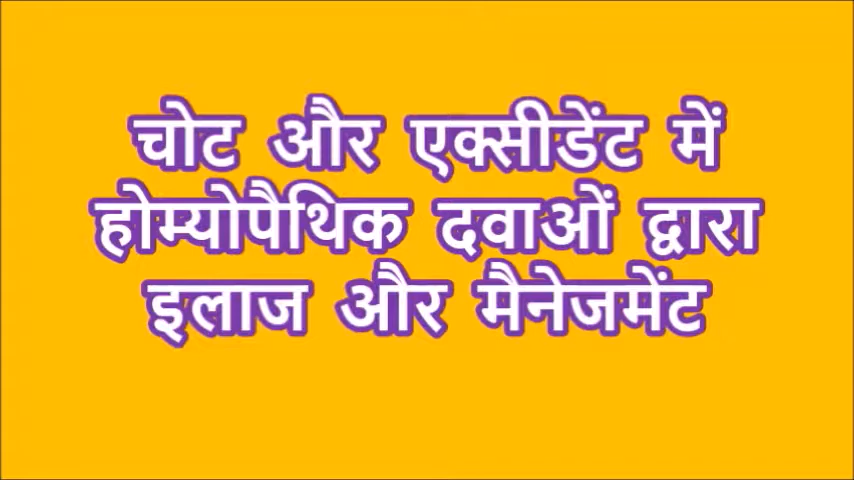 चोट और एक्सीडेंट में
होम्योपैथिक दवाओं द्वारा
इलाज और मैनेजमेंट